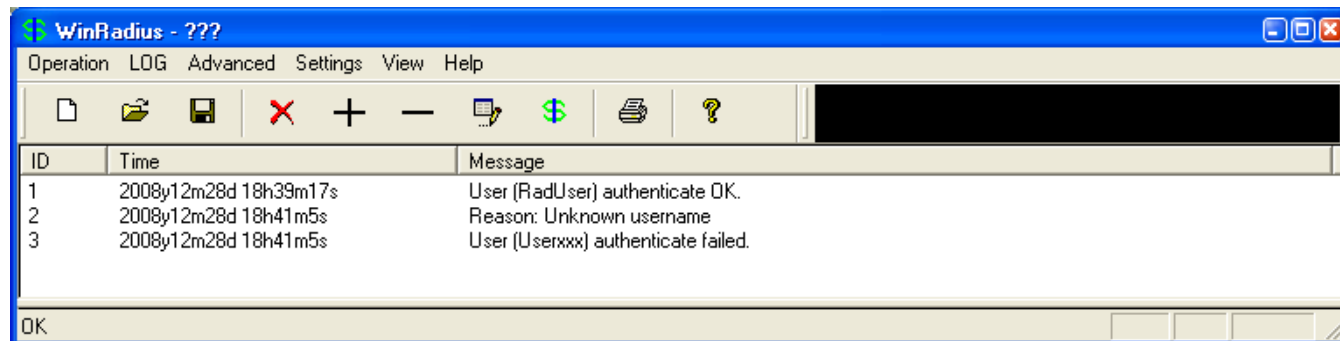 WinRadius - ???
Operation LOG Advanced Settings View Help
ID Time Message
1 2008y12m28d 18h39m17s User (RadUser) authenticate OK.
2 2008y12m28d 18h41m5s Reason: Unknown username
3 2008y12m28d 18h41m5s User (Userxxx) authenticate failed.
OK